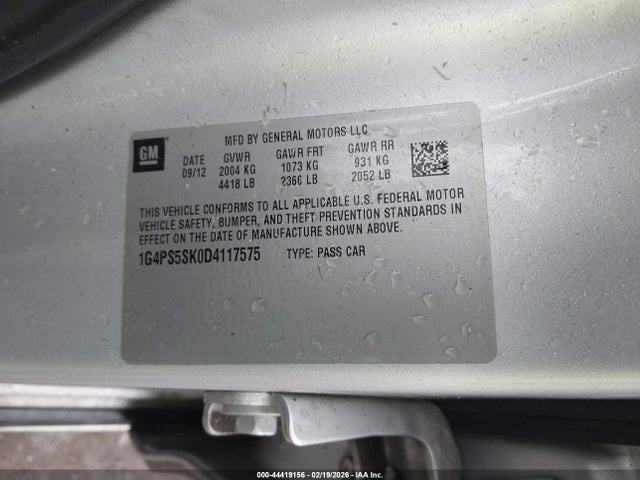 MFD BY GENERAL MOTORS LLC
GM
DATE GVWR GAWR FRT GAWR RR
09/12 2004 KG 1073 KG 931 KG
4418 LB 2366 LB 2052 LB
THIS VEHICLE CONFORMS TO ALL APPLICABLE U.S. FEDERAL MOTOR
VEHICLE SAFETY, BUMPER, AND THEFT PREVENTION STANDARDS IN
EFFECT ON THE DATE OF MANUFACTURE SHOWN ABOVE.
1G4PS5SK0D4117575 TYPE: PASS CAR
000-44419156 - 02/19/2026 - © IAA Inc.